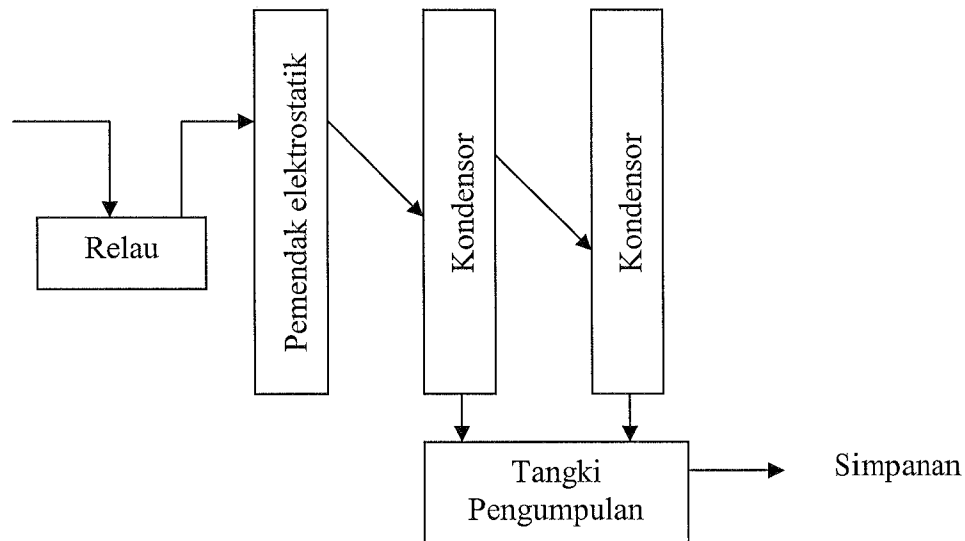 Relau
Pemendak elektrostatik
Kondensor
Kondensor
Tangki
Pengumpulan
Simpanan